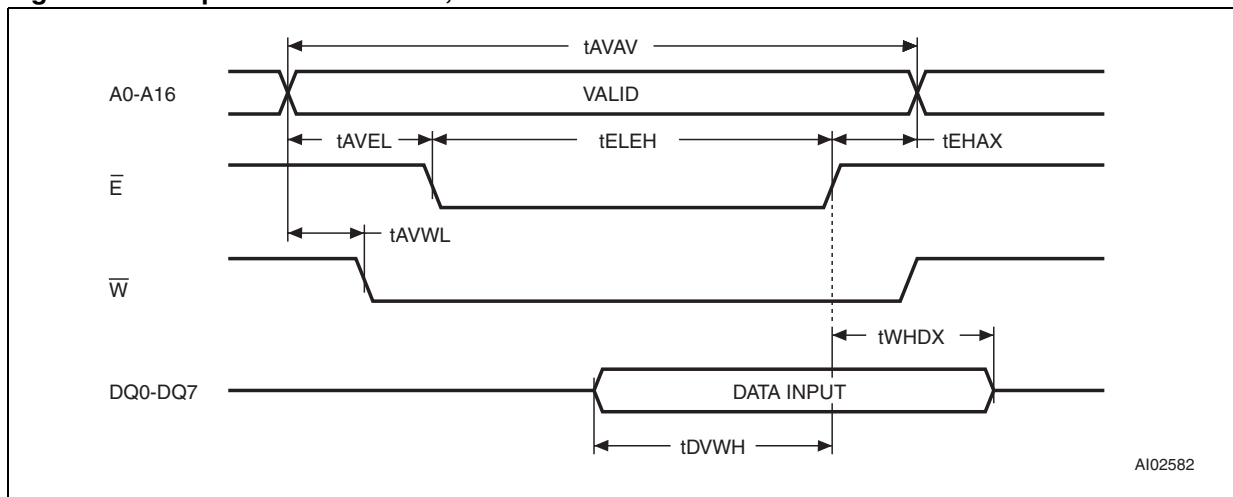 tAVAV
A0-A16
VALID
tAVEL
tELEH
tEHAX
E̅
tAVWL
W̅
tWHDX
DQ0-DQ7
DATA INPUT
tDVWH
AI02582